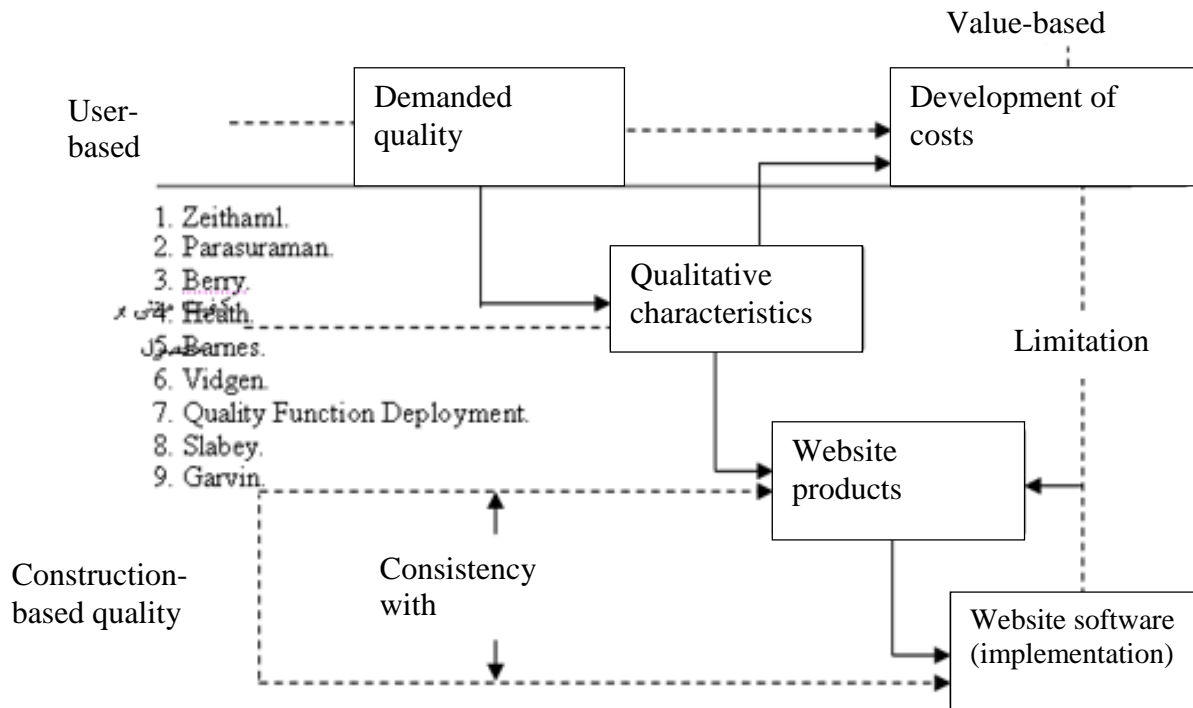 Value-based
Demanded
quality
Development of
costs
User-
based
1. Zeithaml.
2. Parasuraman.
3. Berry.
4. Heath.
5. Barnes.
6. Vidgen.
7. Quality Function Deployment.
8. Slabey.
9. Garvin.
Qualitative
characteristics
Limitation
Website
products
Construction-
based quality
Consistency
with
Website software
(implementation)